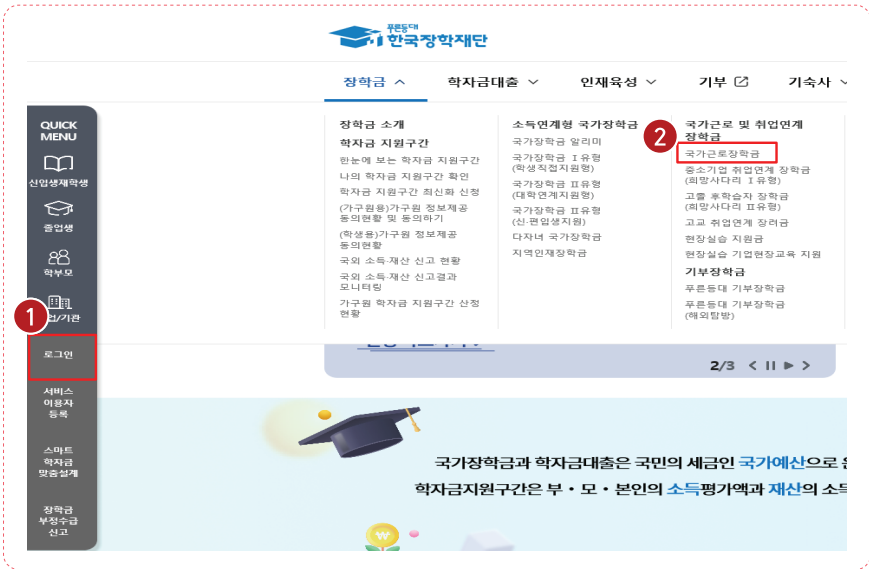 푸른등대
한국장학재단
장학금
학자금대출
인재육성
기부
기숙사
QUICK
MENU
신입생재학생
졸업생
학부모
1
업/기관
로그인
서비스
이용자
등록
스마트
학자금
맞춤설계
장학금
부정수급
신고
장학금 소개
학자금 지원구간
한눈에 보는 학자금 지원구간
나의 학자금 지원구간 확인
학자금 지원구간 최신화 신청
(가구원용)가구원 정보제공
동의현황 및 동의하기
(학생용)가구원 정보제공
동의현황
국외 소득·재산 신고 현황
국외 소득·재산 신고결과
모니터링
가구원 학자금 지원구간 산정
현황
소득연계형 국가장학금
국가장학금 알리미
국가장학금 Ⅰ유형
(학생직접지원형)
국가장학금 Ⅱ유형
(대학연계지원형)
국가장학금 Ⅱ유형
(신·편입생지원)
다자녀 국가장학금
지역인재장학금
2
국가근로 및 취업연계
장학금
국가근로장학금
중소기업 취업연계 장학금
(희망사다리 Ⅰ유형)
고졸 후학습자 장학금
(희망사다리 Ⅱ유형)
고교 취업연계 장려금
현장실습 지원금
현장실습 기업현장교육 지원
기부장학금
푸른등대 기부장학금
푸른등대 기부장학금
(해외탐방)
2/3
국가장학금과 학자금대출은 국민의 세금인 국가예산으로
학자금지원구간은 부・모・본인의 소득평가액과 재산의 소득